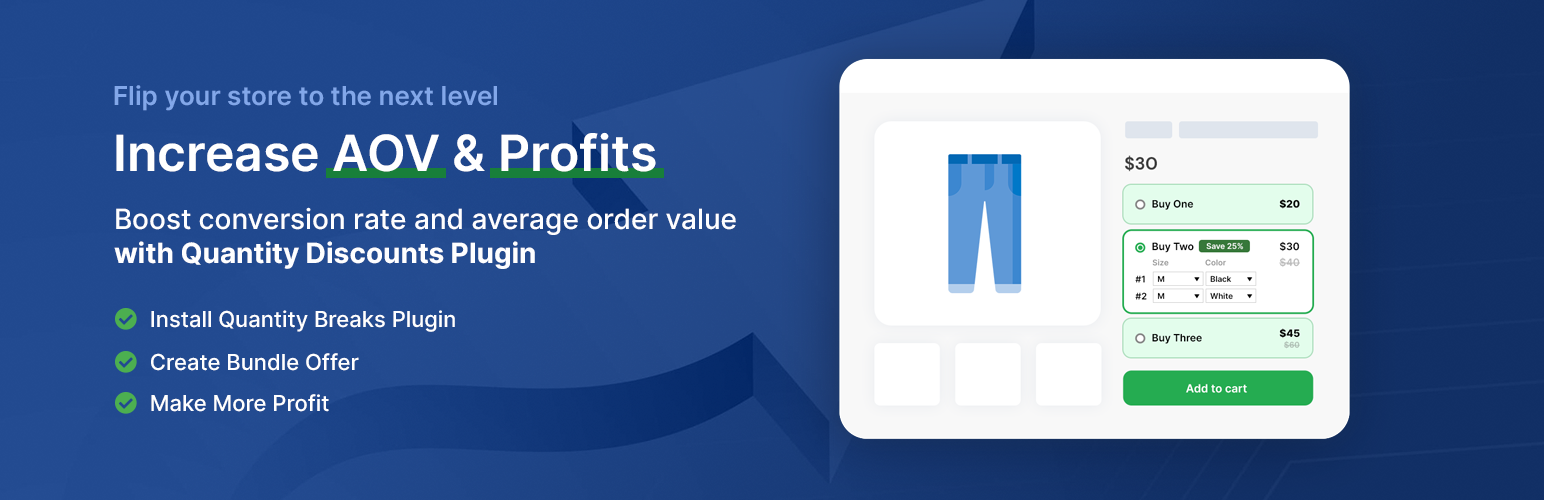 Flip your store to the next level
Increase AOV & Profits
Boost conversion rate and average order value
with Quantity Discounts Plugin
Install Quantity Breaks Plugin
Create Bundle Offer
Make More Profit
$30
Buy One $20
Buy Two Save 25% $30
Size Color $40
#1 M Black
#2 M White
Buy Three $45
$60
Add to cart